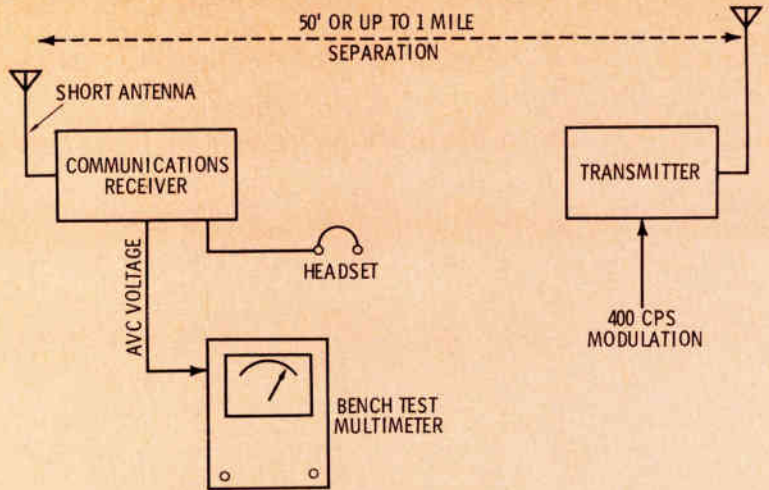 50' OR UP TO 1 MILE
SEPARATION
SHORT ANTENNA
COMMUNICATIONS
RECEIVER
TRANSMITTER
AVC VOLTAGE
HEADSET
400 CPS
MODULATION
BENCH TEST
MULTIMETER